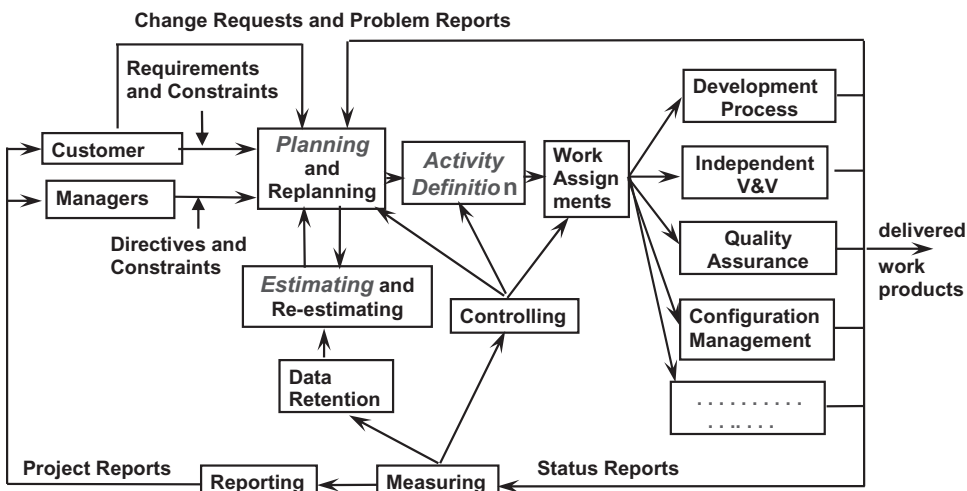 Change Requests and Problem Reports
Requirements
and Constraints
Customer
Managers
Directives and
Constraints
Planning
and
Replanning
Activity
Definition
Work
Assign
ments
Development
Process
Independent
V&V
Quality
Assurance
Configuration
Management
. . . . . . . . . .
. . .. . . .
delivered
work
products
Estimating and
Re-estimating
Controlling
Data
Retention
Project Reports
Reporting
Measuring
Status Reports